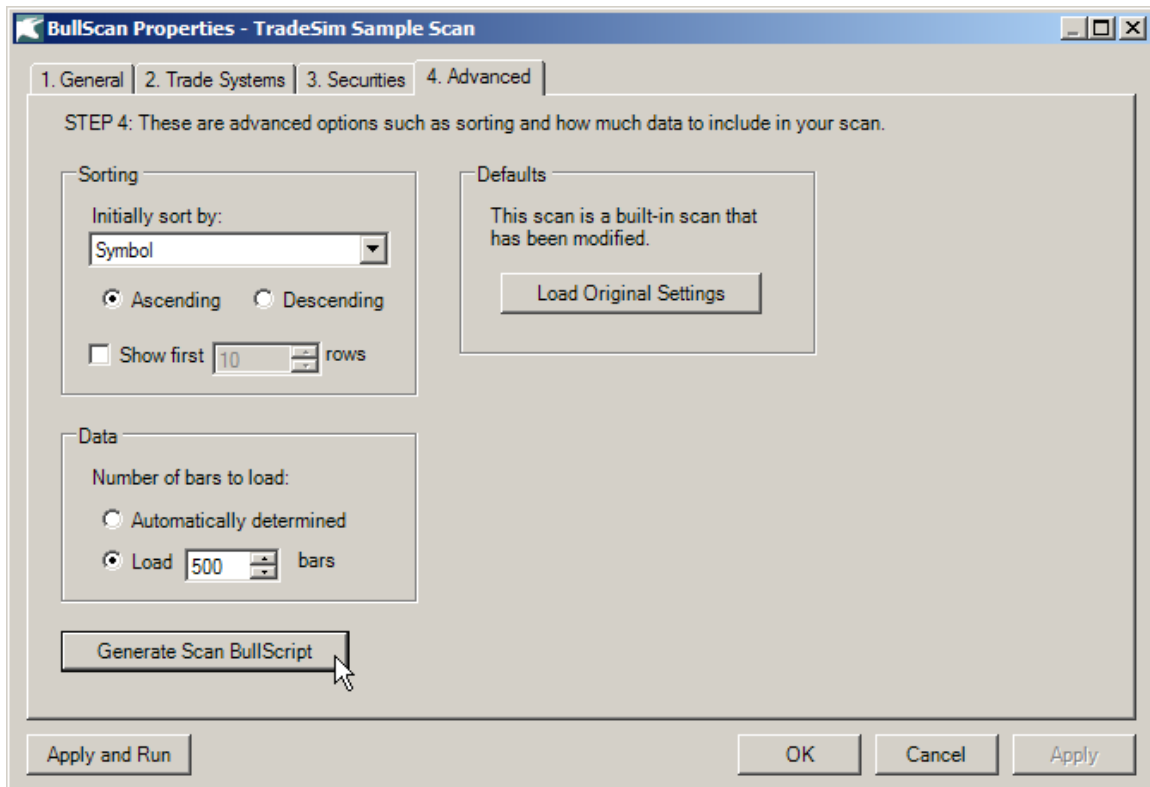 BullScan Properties - TradeSim Sample Scan
1. General
2. Trade Systems
3. Securities
4. Advanced
STEP 4: These are advanced options such as sorting and how much data to include in your scan.
Sorting
Initially sort by:
Symbol
Ascending
Descending
Show first 10 rows
Defaults
This scan is a built-in scan that
has been modified.
Load Original Settings
Data
Number of bars to load:
Automatically determined
Load 500 bars
Generate Scan BullScript
Apply and Run
OK
Cancel
Apply